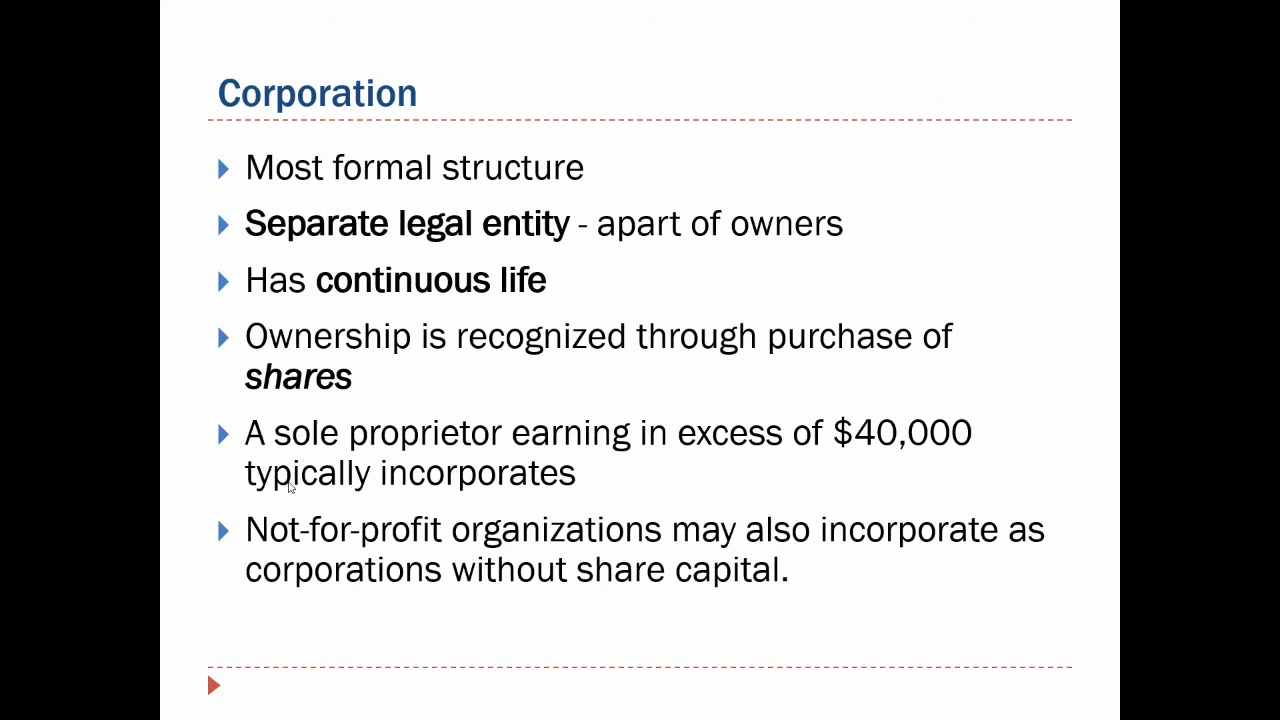 Corporation
Most formal structure
Separate legal entity - apart of owners
Has continuous life
Ownership is recognized through purchase of
shares
A sole proprietor earning in excess of $40,000
typically incorporates
Not-for-profit organizations may also incorporate as
corporations without share capital.